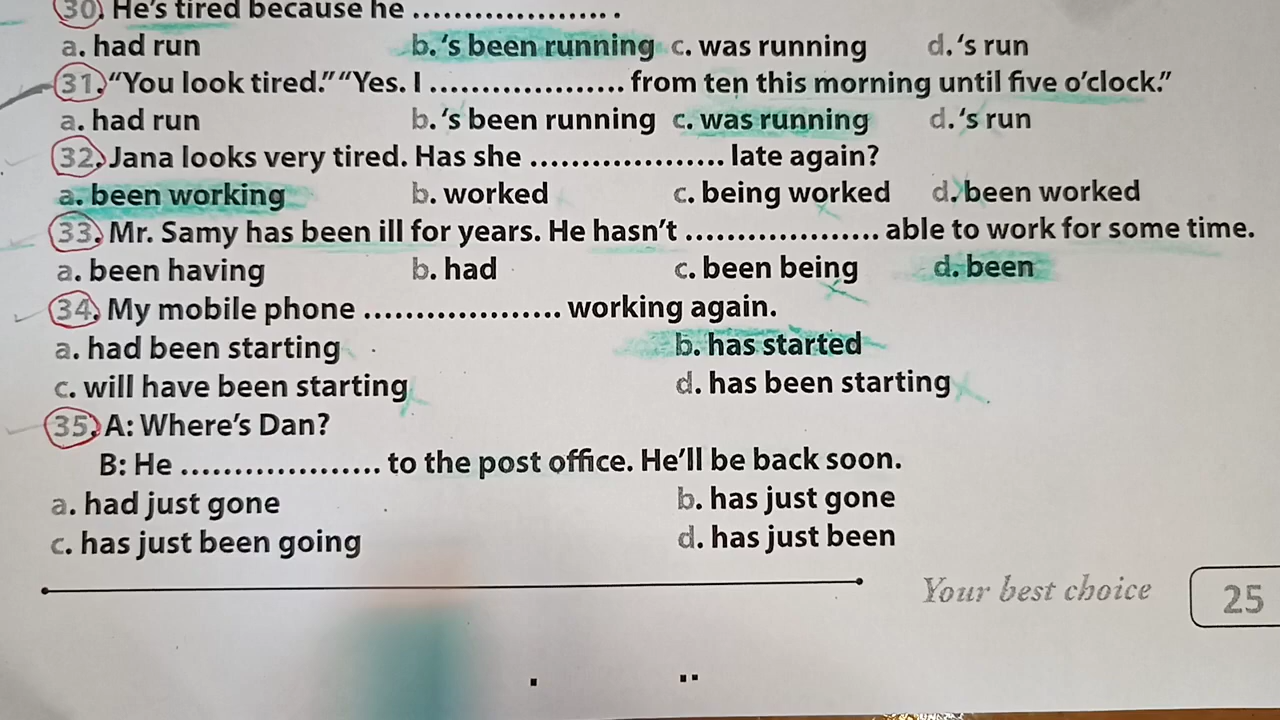 30. He's tired because he .................... .
a. had run b. 's been running c. was running d. 's run
31. “You look tired.” “Yes. I .................... from ten this morning until five o'clock.”
a. had run b. 's been running c. was running d. 's run
32. Jana looks very tired. Has she .................... late again?
a. been working b. worked c. being worked d. been worked
33. Mr. Samy has been ill for years. He hasn't .................... able to work for some time.
a. been having b. had c. been being d. been
34. My mobile phone .................... working again.
a. had been starting b. has started
c. will have been starting d. has been starting
35. A: Where's Dan?
B: He .................... to the post office. He'll be back soon.
a. had just gone b. has just gone
c. has just been going d. has just been
Your best choice 25